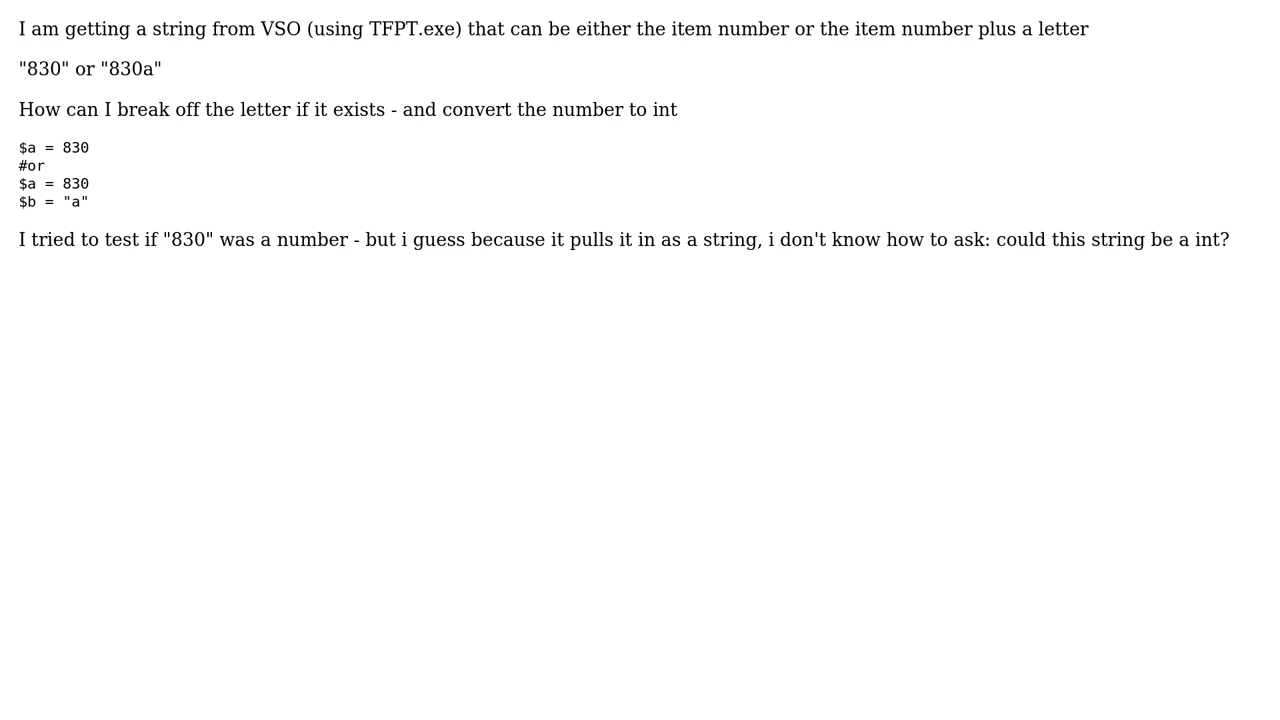 I am getting a string from VSO (using TFPT.exe) that can be either the item number or the item number plus a letter
"830" or "830a"
How can I break off the letter if it exists - and convert the number to int
$a = 830
#or
$a = 830
$b = "a"
I tried to test if "830" was a number - but i guess because it pulls it in as a string, i don't know how to ask: could this string be a int?